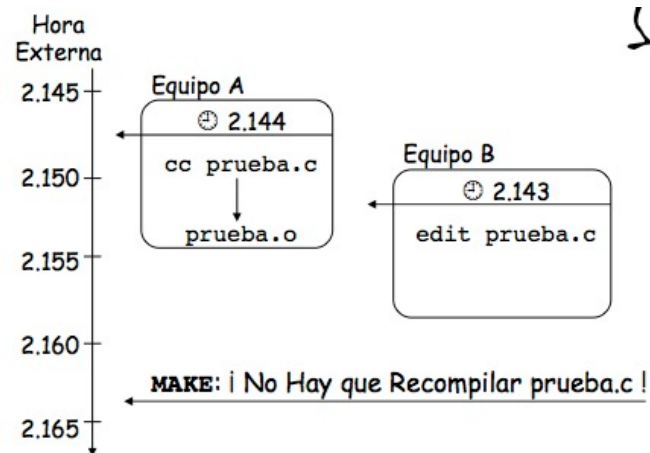 Hora
Externa
2.145
2.150
2.155
2.160
2.165
Equipo A
2.144
cc prueba.c
prueba.o
Equipo B
2.143
edit prueba.c
MAKE: ¡ No Hay que Recompilar prueba.c !